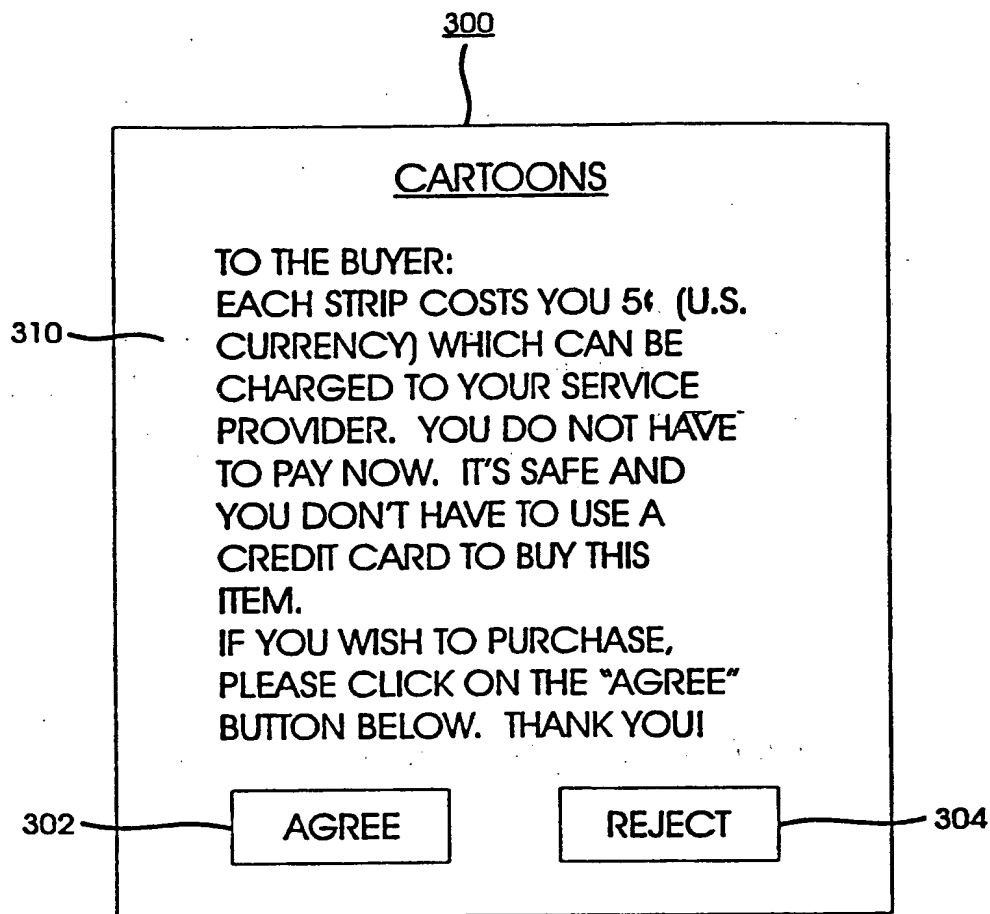 300
CARTOONS
TO THE BUYER:
EACH STRIP COSTS YOU 5¢ (U.S.
310
CURRENCY) WHICH CAN BE
CHARGED TO YOUR SERVICE
PROVIDER. YOU DO NOT HAVE
TO PAY NOW. IT'S SAFE AND
YOU DON'T HAVE TO USE A
CREDIT CARD TO BUY THIS
ITEM.
IF YOU WISH TO PURCHASE,
PLEASE CLICK ON THE "AGREE"
BUTTON BELOW. THANK YOU!
302 AGREE REJECT 304